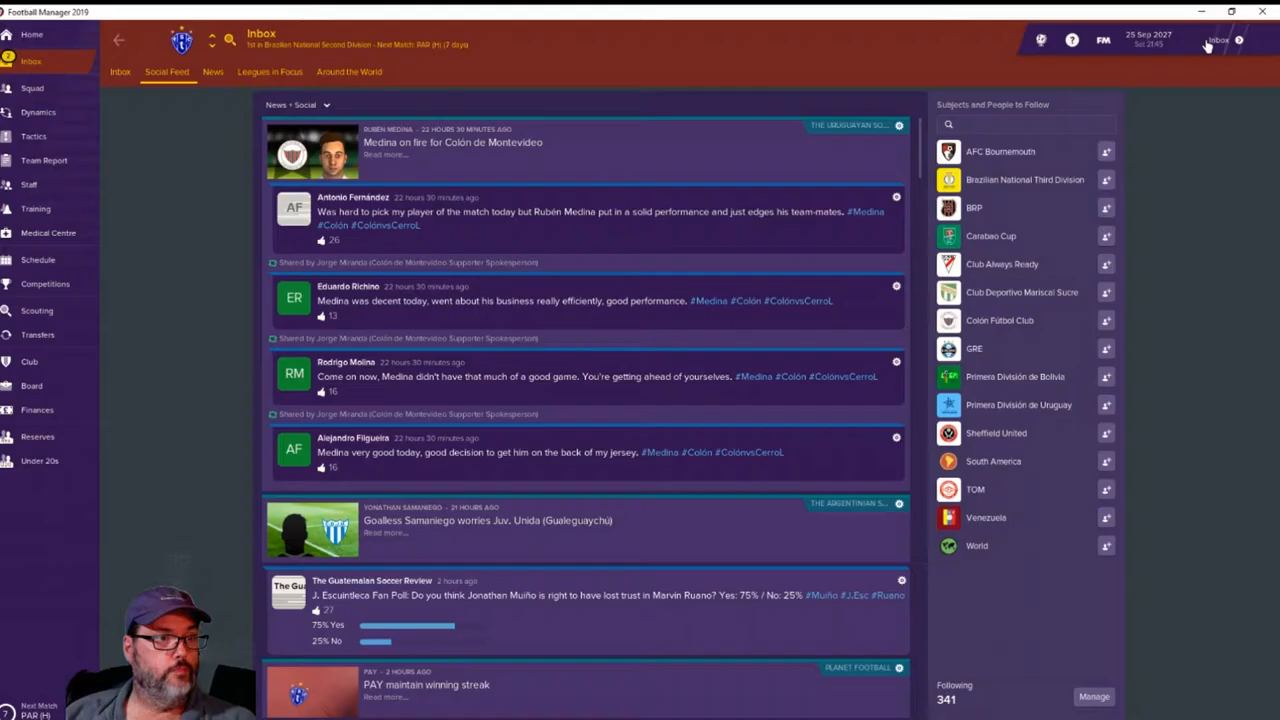 Football Manager 2019
Home
2
Inbox
Squad
Dynamics
Tactics
Team Report
Staff
Training
Medical Centre
Schedule
Competitions
Scouting
Transfers
Club
Board
Finances
Reserves
Under 20s
7
Next Match
PAR (H)
Inbox
1st in Brazilian National Second Division - Next Match: PAR (H) (7 days)
?
FM
25 Sep 2027
Sat 21:45
Inbox
Inbox
Social Feed
News
Leagues in Focus
Around the World
News + Social
RUBÉN MEDINA - 22 HOURS 30 MINUTES AGO
THE URUGUAYAN SO...
Medina on fire for Colón de Montevideo
Read more...
AF
Antonio Fernández 22 hours 30 minutes ago
Was hard to pick my player of the match today but Rubén Medina put in a solid performance and just edges his team-mates. #Medina
#Colón #ColónvsCerroL
26
Shared by Jorge Miranda (Colón de Montevideo Supporter Spokesperson)
ER
Eduardo Richino 22 hours 30 minutes ago
Medina was decent today, went about his business really efficiently, good performance. #Medina #Colón #ColónvsCerroL
13
Shared by Jorge Miranda (Colón de Montevideo Supporter Spokesperson)
RM
Rodrigo Molina 22 hours 30 minutes ago
Come on now, Medina didn't have that much of a good game. You're getting ahead of yourselves. #Medina #Colón #ColónvsCerroL
16
Shared by Jorge Miranda (Colón de Montevideo Supporter Spokesperson)
AF
Alejandro Filgueira 22 hours 30 minutes ago
Medina very good today, good decision to get him on the back of my jersey. #Medina #Colón #ColónvsCerroL
16
YONATHAN SAMANIEGO - 21 HOURS AGO
THE ARGENTINIAN S...
Goalless Samaniego worries Juv. Unida (Gualeguaychú)
Read more...
The Gua
The Guatemalan Soccer Review 2 hours ago
J. Escuintleca Fan Poll: Do you think Jonathan Muiño is right to have lost trust in Marvin Ruano? Yes: 75% / No: 25% #Muiño #J.Esc #Ruano
27
75% Yes
25% No
PAY - 2 HOURS AGO
PLANET FOOTBALL
PAY maintain winning streak
Read more...
Subjects and People to Follow
AFC Bournemouth
Brazilian National Third Division
BRP
Carabao Cup
Club Always Ready
Club Deportivo Mariscal Sucre
Colón Fútbol Club
GRE
Primera División de Bolivia
Primera División de Uruguay
Sheffield United
South America
TOM
Venezuela
World
Following
341
Manage